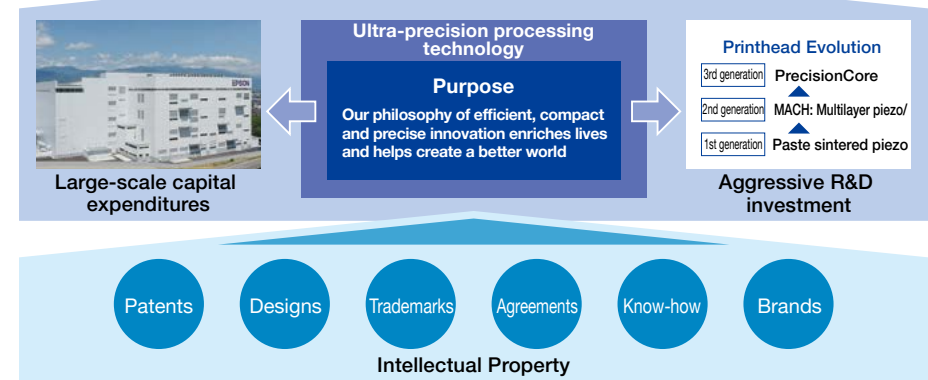 EPSON
Large-scale capital
expenditures
Ultra-precision processing
technology
Purpose
Our philosophy of efficient, compact
and precise innovation enriches lives
and helps create a better world
Printhead Evolution
3rd generation PrecisionCore
2nd generation MACH: Multilayer piezo/
1st generation Paste sintered piezo
Aggressive R&D
investment
Patents
Designs
Trademarks
Agreements
Know-how
Brands
Intellectual Property